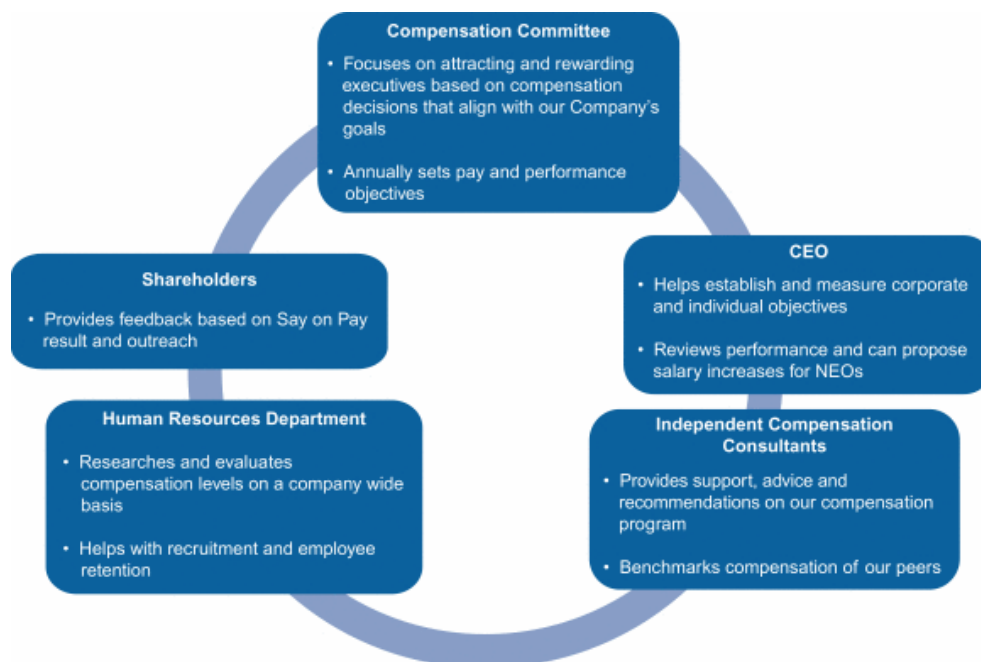 Compensation Committee
• Focuses on attracting and rewarding
executives based on compensation
decisions that align with our Company's
goals
• Annually sets pay and performance
objectives
CEO
• Helps establish and measure corporate
and individual objectives
• Reviews performance and can propose
salary increases for NEOs
Independent Compensation
Consultants
• Provides support, advice and
recommendations on our compensation
program
• Benchmarks compensation of our peers
Human Resources Department
• Researches and evaluates
compensation levels on a company wide
basis
• Helps with recruitment and employee
retention
Shareholders
• Provides feedback based on Say on Pay
result and outreach